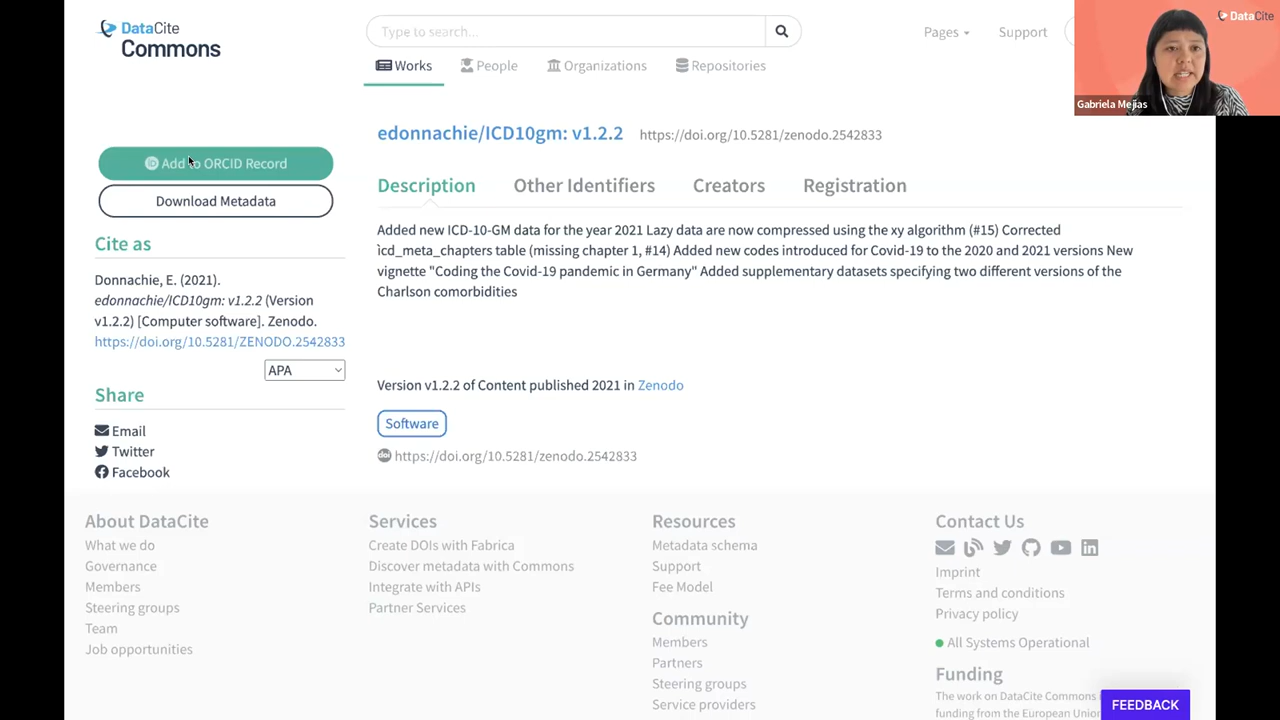 DataCite
Commons
Type to search...
Pages
Support
DataCite
Gabriela Mejias
Works
People
Organizations
Repositories
Add to ORCID Record
Download Metadata
Cite as
Donnachie, E. (2021).
edonnachie/ICD10gm: v1.2.2 (Version
v1.2.2) [Computer software]. Zenodo.
https://doi.org/10.5281/ZENODO.2542833
APA
Share
Email
Twitter
Facebook
edonnachie/ICD10gm: v1.2.2 https://doi.org/10.5281/zenodo.2542833
Description
Other Identifiers
Creators
Registration
Added new ICD-10-GM data for the year 2021 Lazy data are now compressed using the xy algorithm (#15) Corrected
ìcd_meta_chapters table (missing chapter 1, #14) Added new codes introduced for Covid-19 to the 2020 and 2021 versions New
vignette "Coding the Covid-19 pandemic in Germany" Added supplementary datasets specifying two different versions of the
Charlson comorbidities
Version v1.2.2 of Content published 2021 in Zenodo
Software
doi https://doi.org/10.5281/zenodo.2542833
About DataCite
What we do
Governance
Members
Steering groups
Team
Job opportunities
Services
Create DOIs with Fabrica
Discover metadata with Commons
Integrate with APIs
Partner Services
Resources
Metadata schema
Support
Fee Model
Community
Members
Partners
Steering groups
Service providers
Contact Us
Imprint
Terms and conditions
Privacy policy
All Systems Operational
Funding
The work on DataCite Commons
funding from the European Union
FEEDBACK